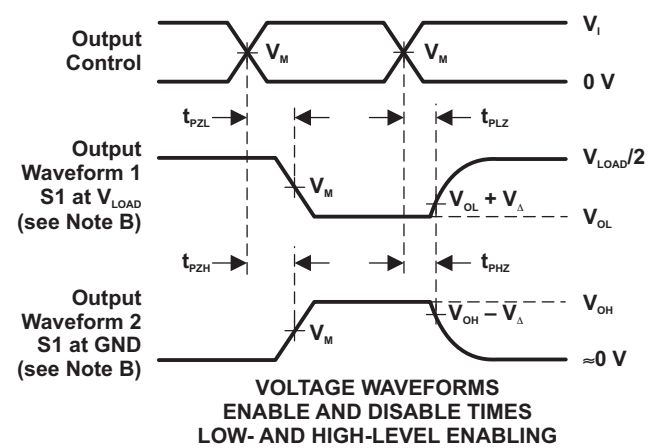 Output
Control
V_M
V_M
V_I
0 V
t_PZL
t_PLZ
Output
Waveform 1
S1 at V_LOAD
(see Note B)
V_M
V_OL + V_Δ
V_LOAD/2
V_OL
t_PZH
t_PHZ
Output
Waveform 2
S1 at GND
(see Note B)
V_M
V_OH – V_Δ
V_OH
≈0 V
VOLTAGE WAVEFORMS
ENABLE AND DISABLE TIMES
LOW- AND HIGH-LEVEL ENABLING